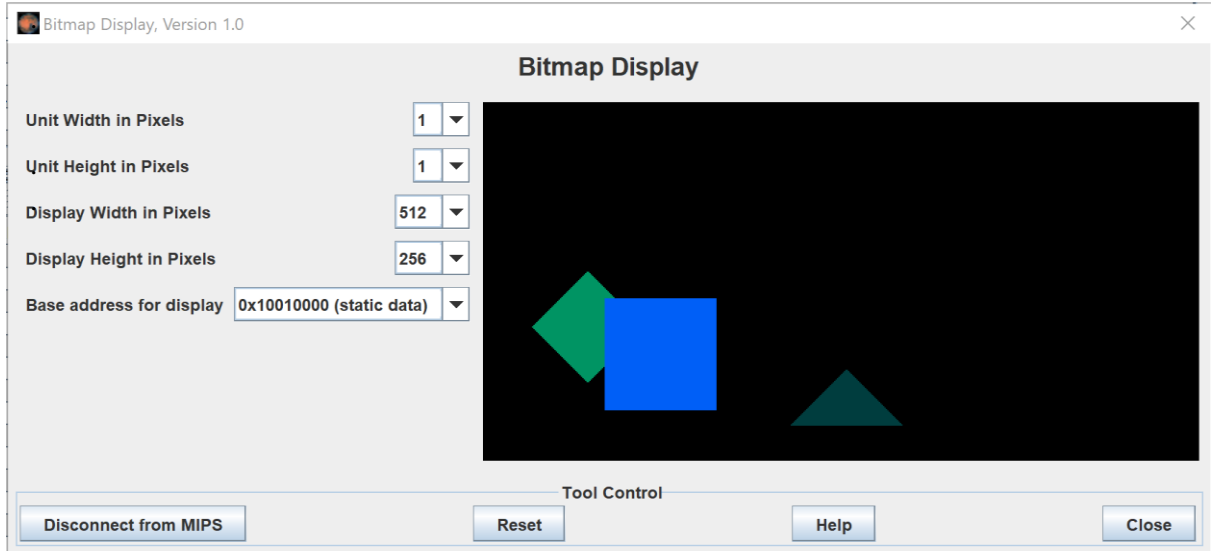 Bitmap Display, Version 1.0
Bitmap Display
Unit Width in Pixels 1
Unit Height in Pixels 1
Display Width in Pixels 512
Display Height in Pixels 256
Base address for display 0x10010000 (static data)
Tool Control
Disconnect from MIPS Reset Help Close